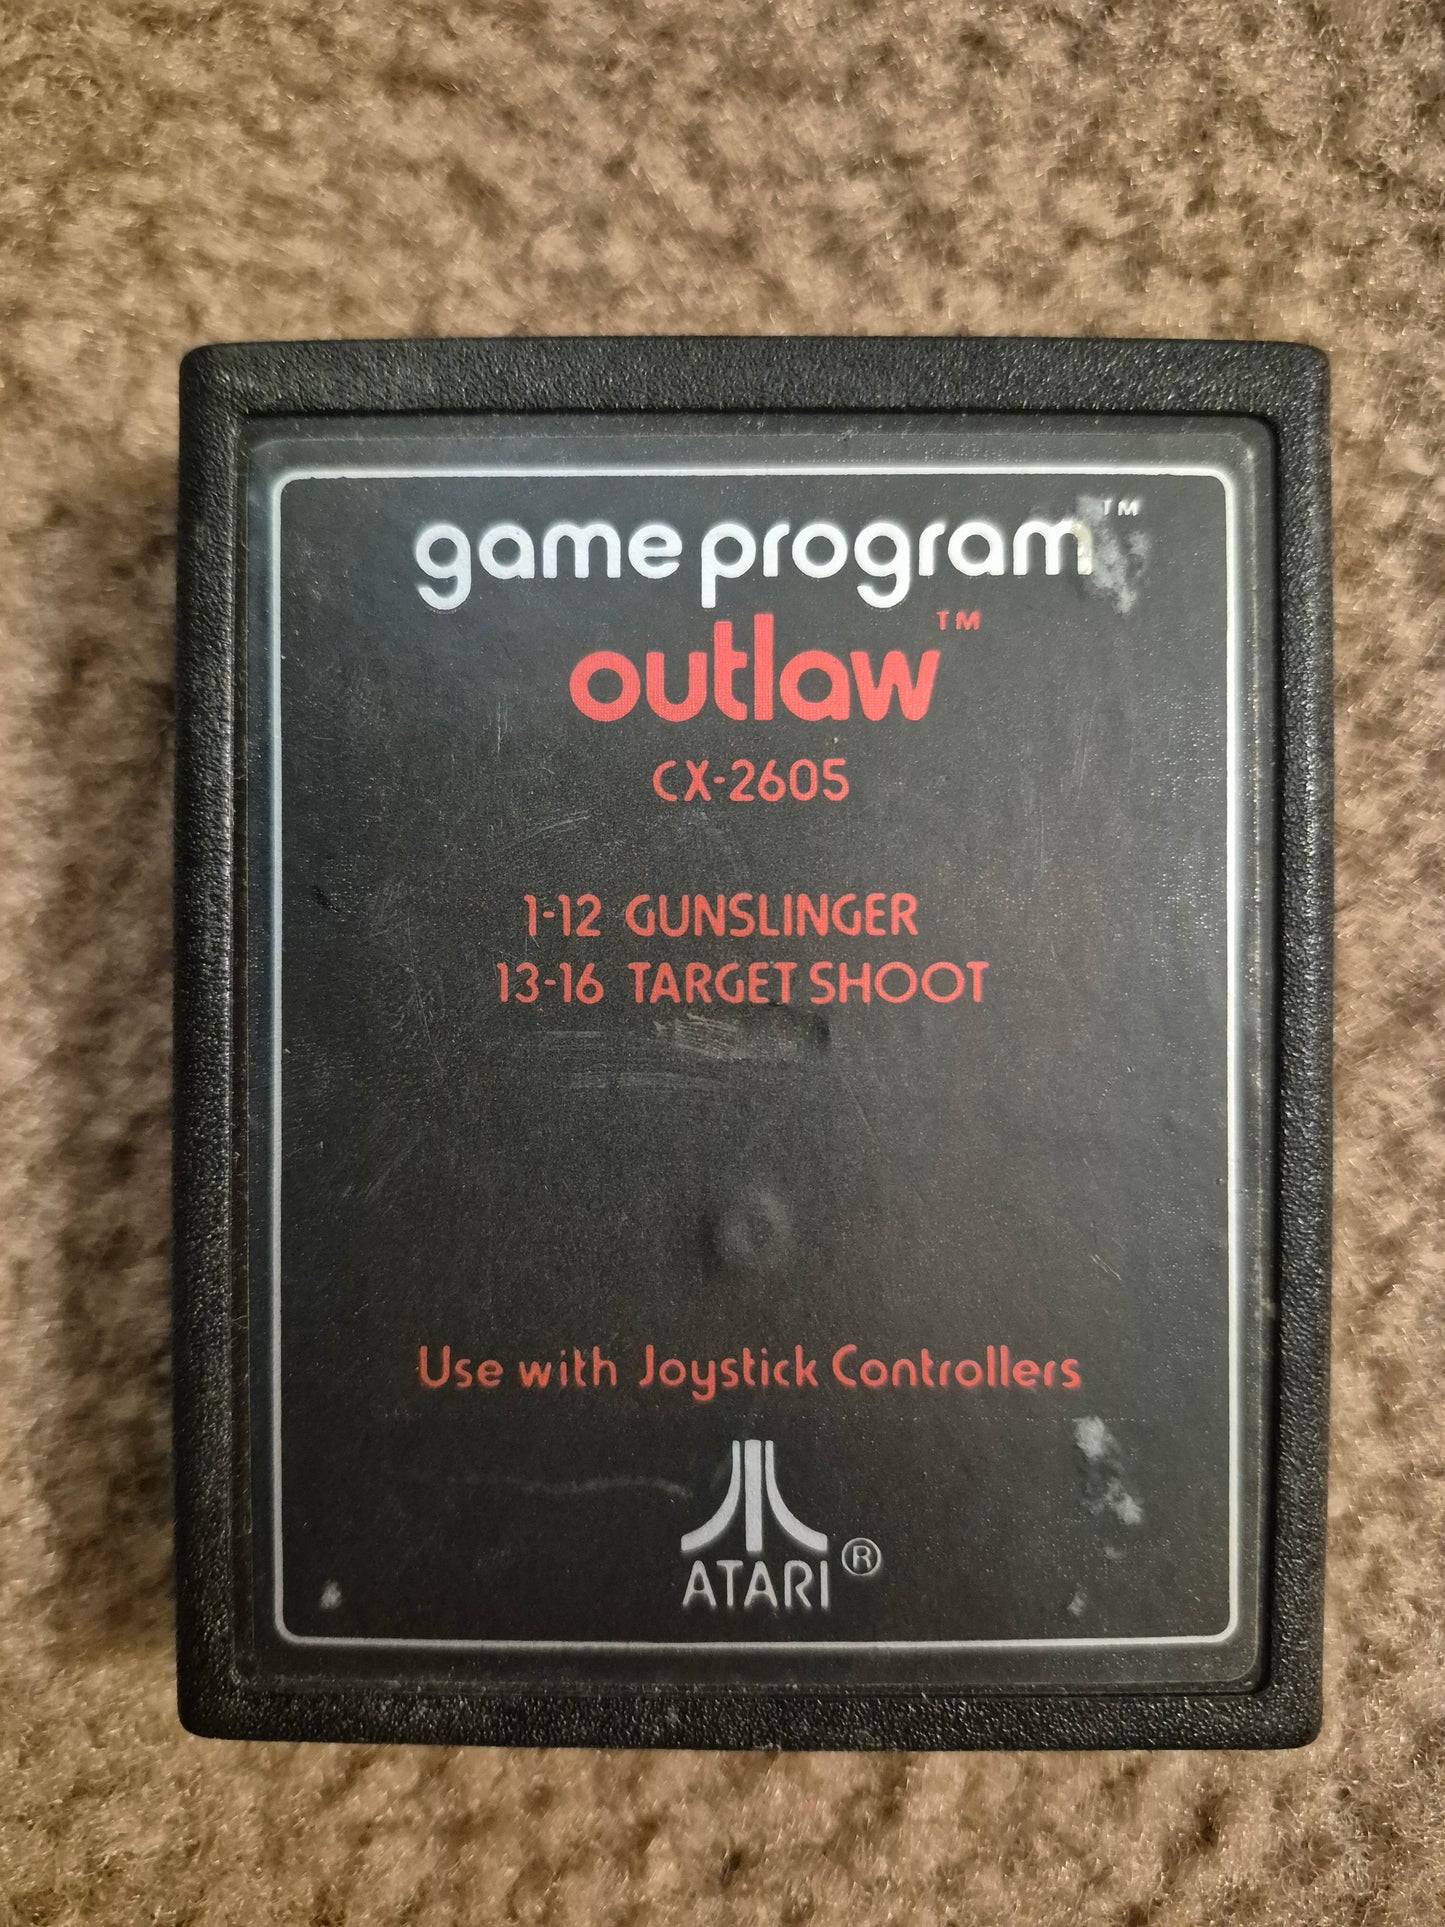 game program™
outlaw™
CX-2605
1-12 GUNSLINGER
13-16 TARGET SHOOT
Use with Joystick Controllers
ATARI®